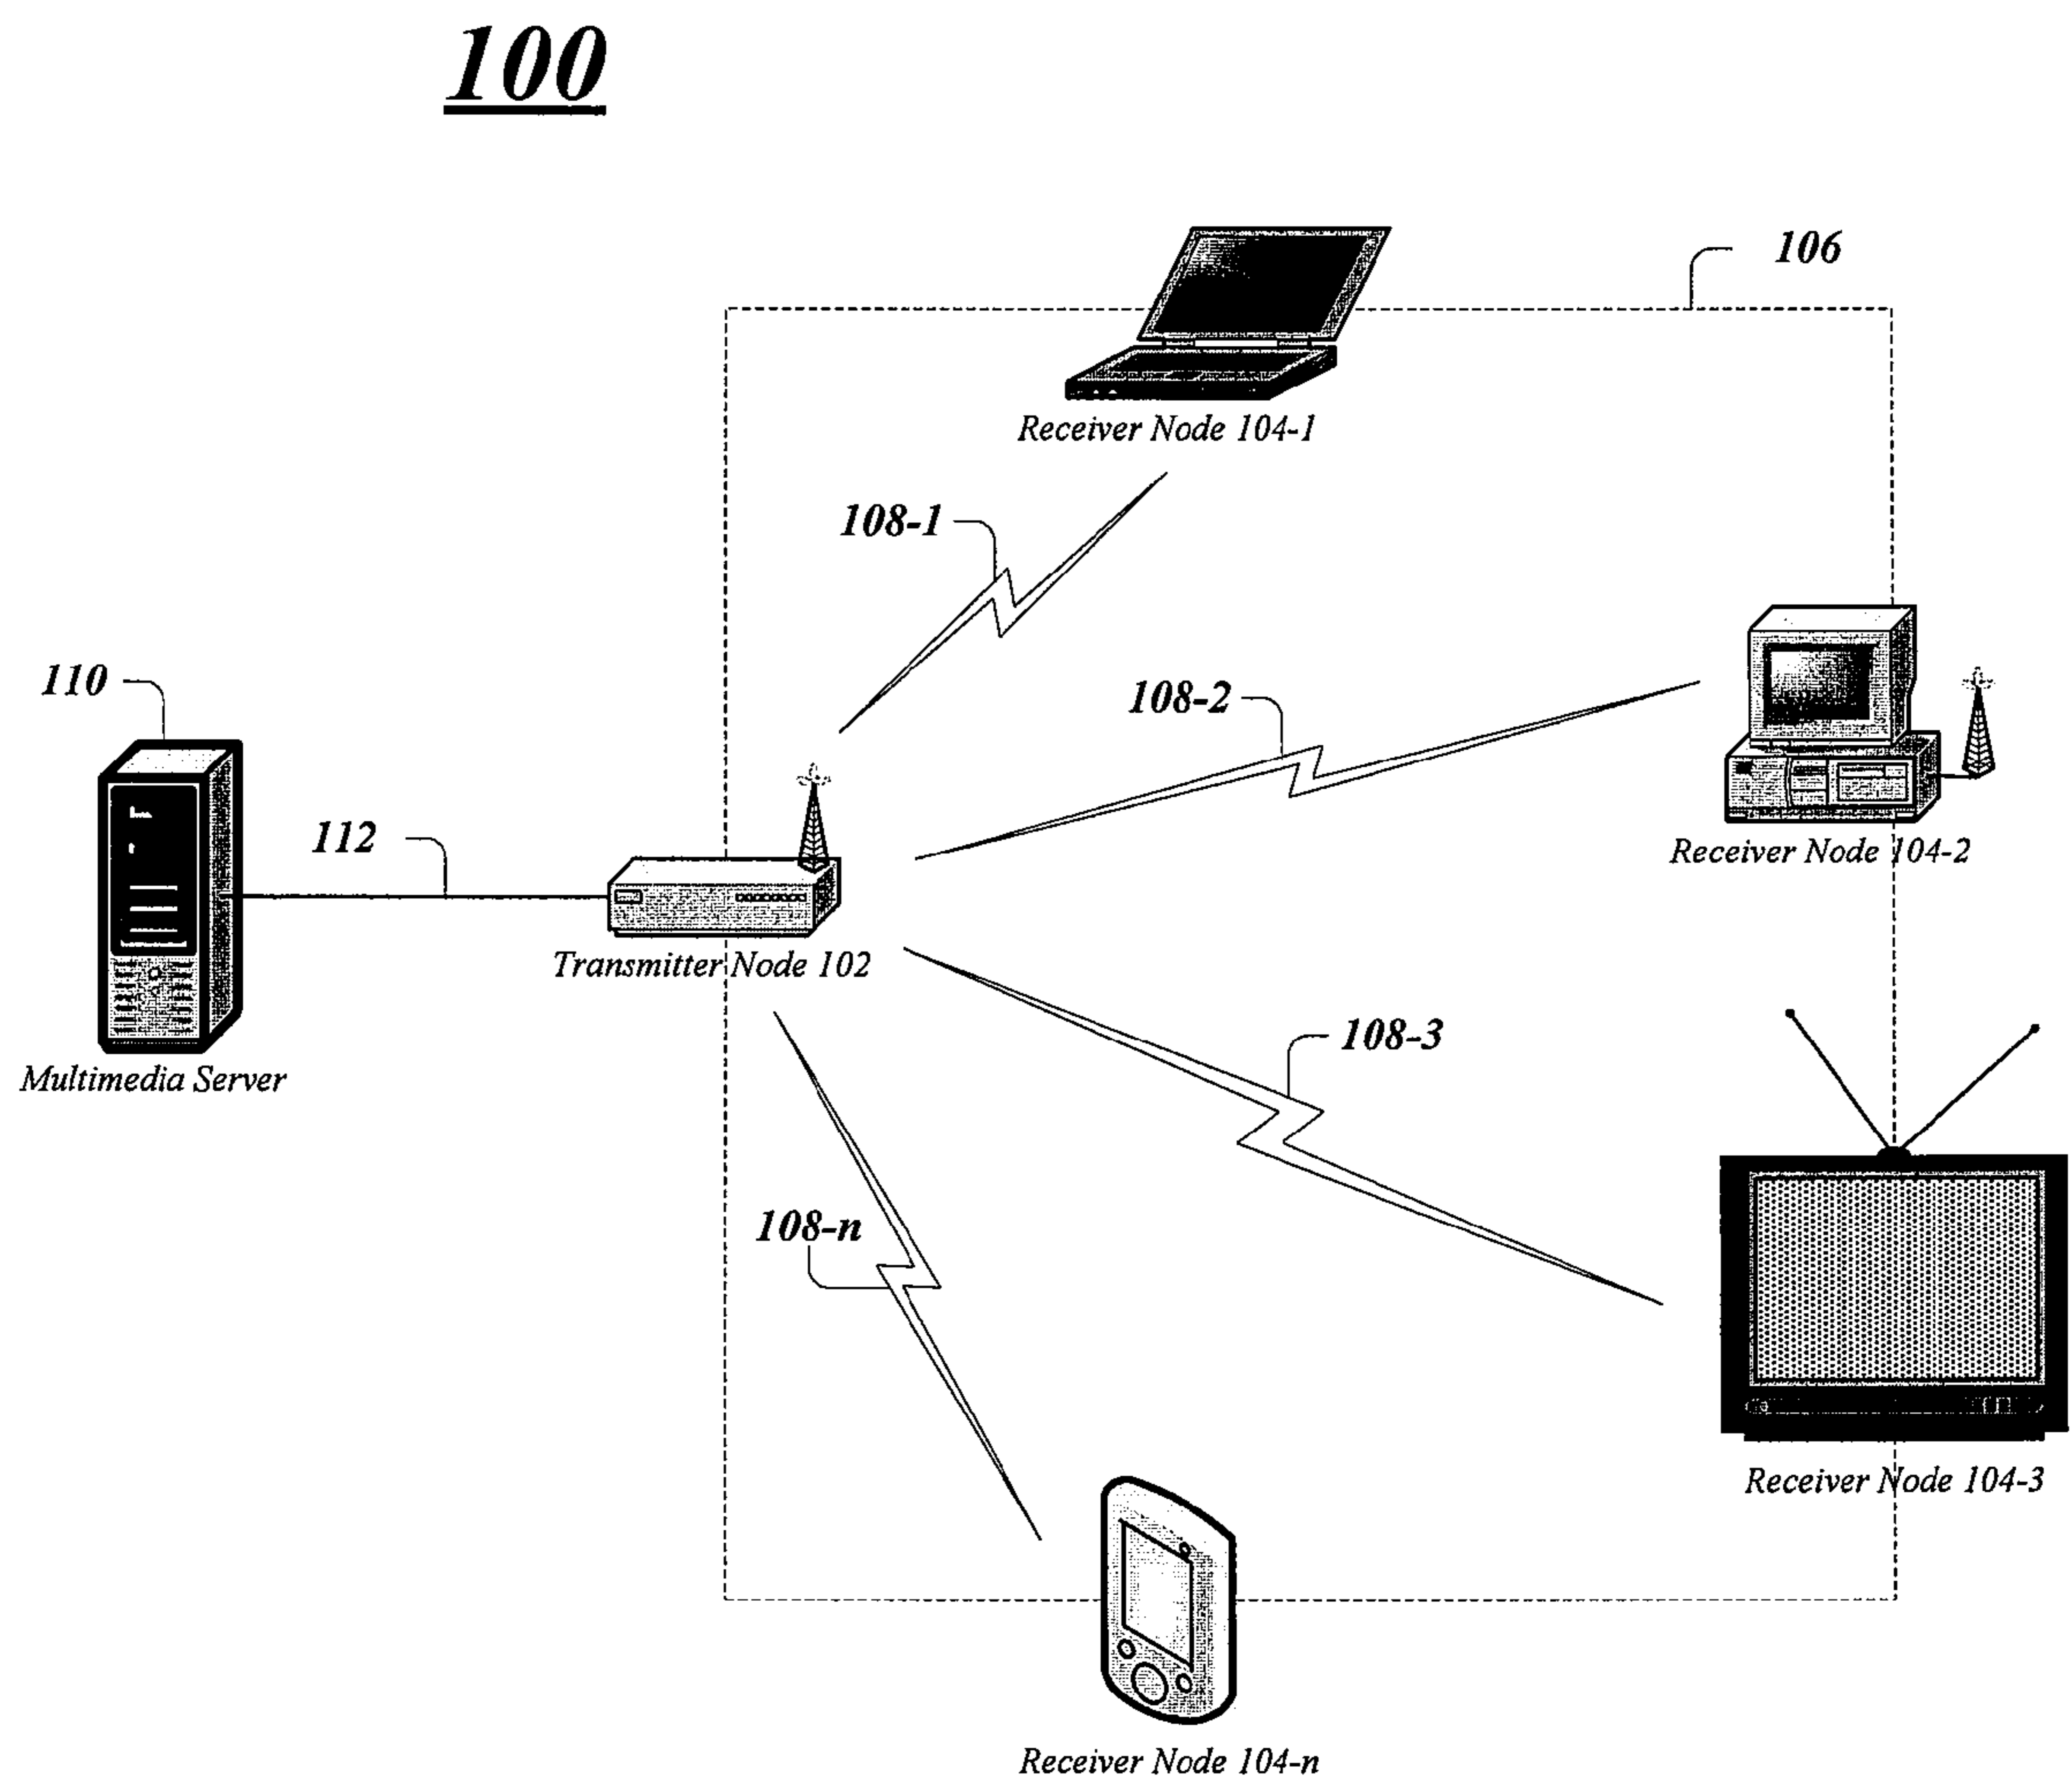 100
106
Receiver Node 104-1
108-1
110
108-2
112
Receiver Node 104-2
Transmitter Node 102
108-3
Multimedia Server
108-n
Receiver Node 104-3
Receiver Node 104-n